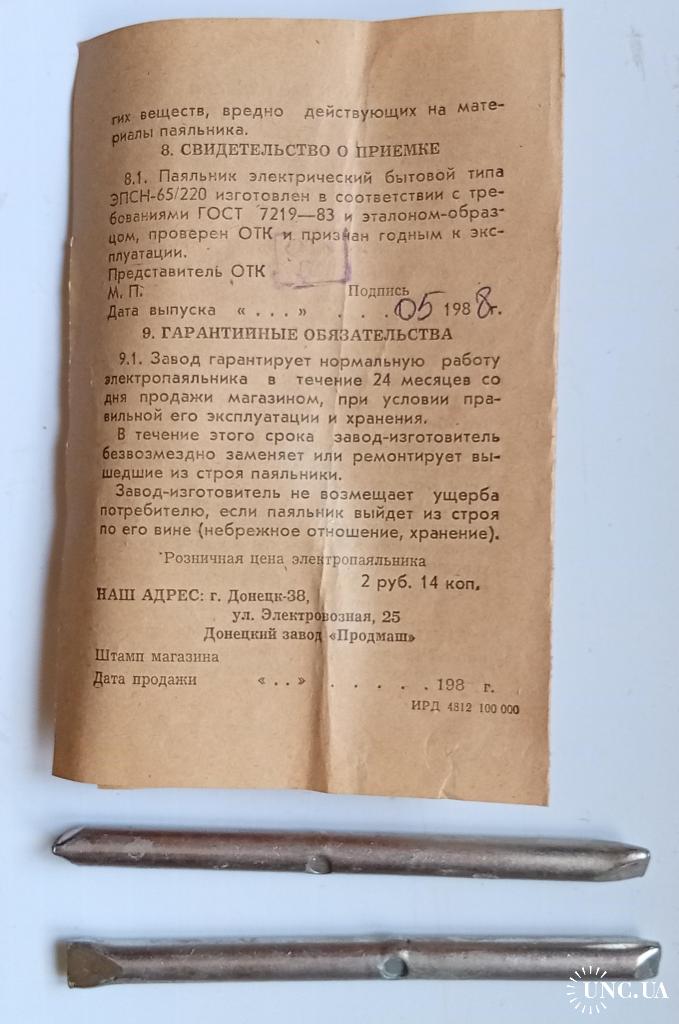 гих веществ, вредно действующих на мате-
риалы паяльника.
8. СВИДЕТЕЛЬСТВО О ПРИЕМКЕ
8.1. Паяльник электрический бытовой типа
ЭПСН-65/220 изготовлен в соответствии с тре-
бованиями ГОСТ 7219—83 и эталоном-образ-
цом, проверен ОТК и признан годным к экс-
плуатации.
Представитель ОТК
М. П. Подпись
Дата выпуска « . . . » . . . 05 1988 г.
9. ГАРАНТИЙНЫЕ ОБЯЗАТЕЛЬСТВА
9.1. Завод гарантирует нормальную работу
электропаяльника в течение 24 месяцев со
дня продажи магазином, при условии пра-
вильной его эксплуатации и хранения.
В течение этого срока завод-изготовитель
безвозмездно заменяет или ремонтирует вы-
шедшие из строя паяльники.
Завод-изготовитель не возмещает ущерба
потребителю, если паяльник выйдет из строя
по его вине (небрежное отношение, хранение).
Розничная цена электропаяльника
2 руб. 14 коп.
НАШ АДРЕС: г. Донецк-38,
ул. Электровозная, 25
Донецкий завод «Продмаш»
Штамп магазина
Дата продажи « . . » . . . . . 198 г.
ИРД 4812 100 000
UNC.UA